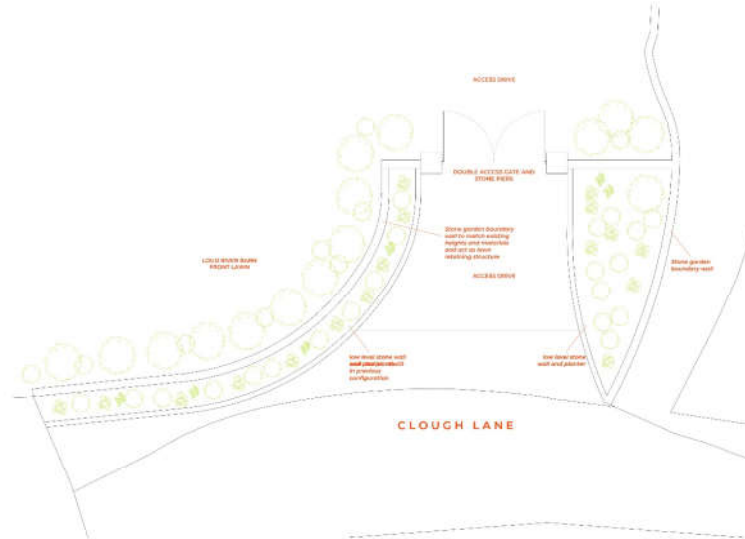 ACCESS DRIVE
DOUBLE ACCESS GATE AND
STONE PIERS
Stone garden boundary
wall to match existing
heights and materials
and act as lawn
retaining structure
LOLO RIVER BARN
FRONT LAWN
Stone garden
boundary wall
ACCESS DRIVE
low level stone wall
in previous
configuration
low level stone
wall and planter
CLOUGH LANE